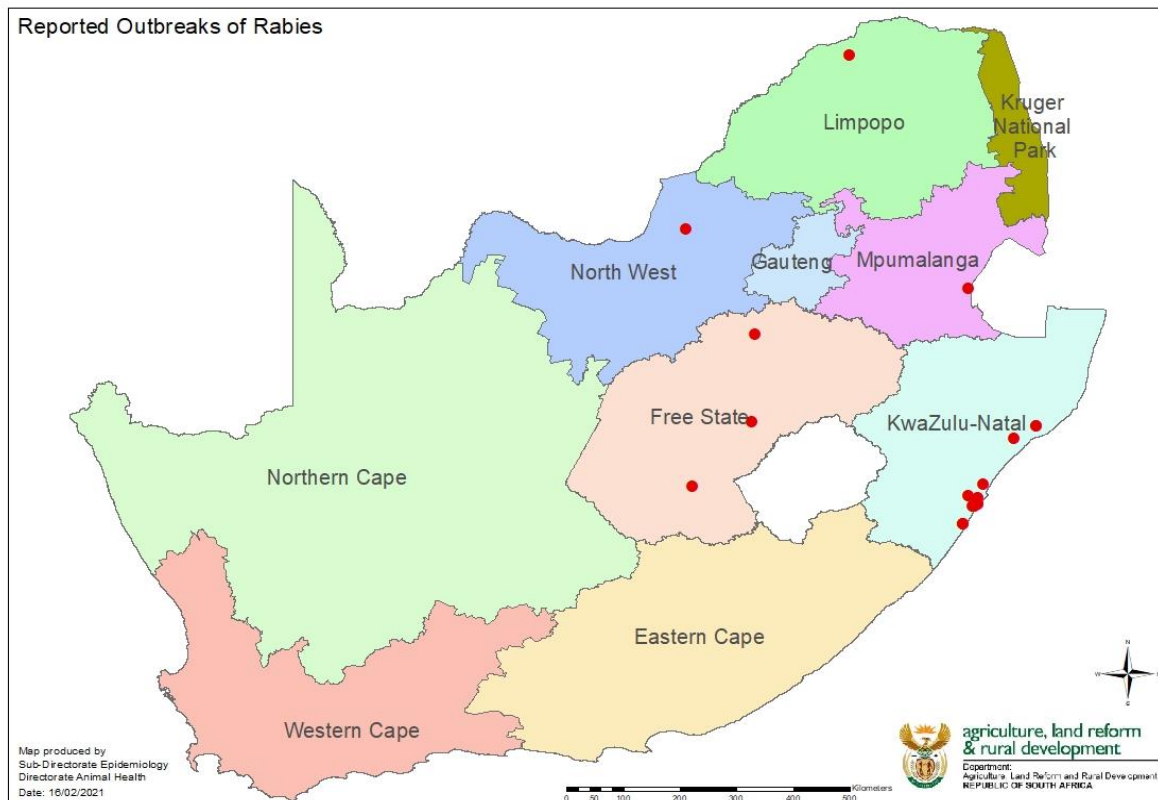 Reported Outbreaks of Rabies
Limpopo
Kruger
National
Park
North West
Gauteng
Mpumalanga
Free State
KwaZulu-Natal
Northern Cape
Eastern Cape
Western Cape
N
W
S
Map produced by
Sub-Directorate Epidemiology
Directorate Animal Health
Date: 16/02/2021
Kilometers
0 50 100 200 300 400 500
agriculture, land reform
& rural development
Department:
Agriculture, Land Reform and Rural Development
REPUBLIC OF SOUTH AFRICA